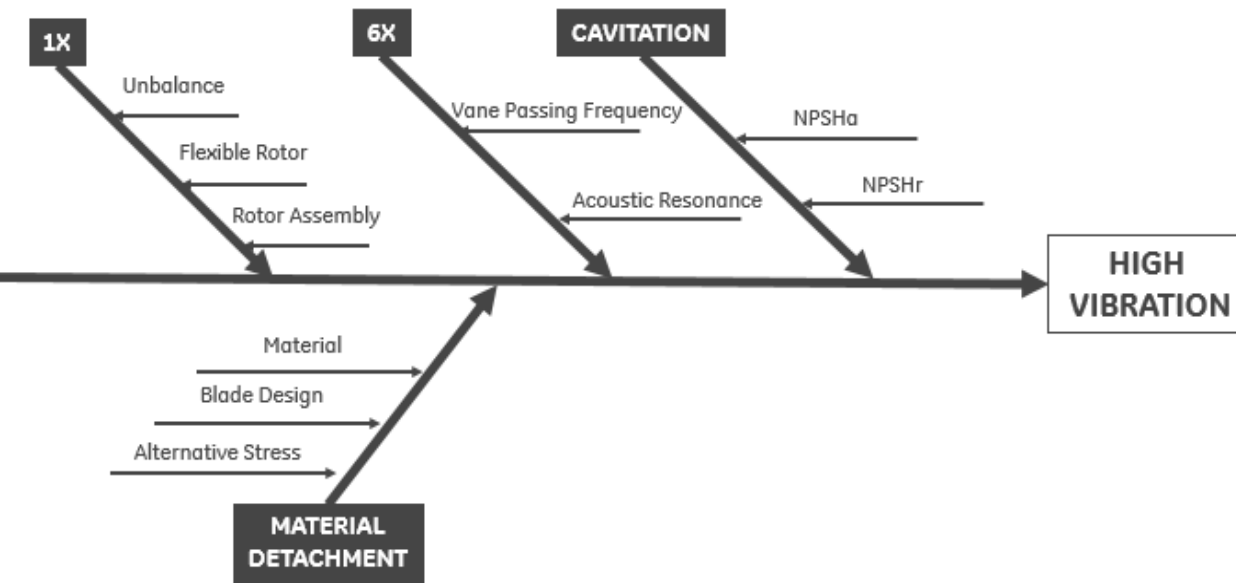 1X
Unbalance
Flexible Rotor
Rotor Assembly
6X
Vane Passing Frequency
Acoustic Resonance
CAVITATION
NPSHa
NPSHr
HIGH
VIBRATION
Material
Blade Design
Alternative Stress
MATERIAL
DETACHMENT